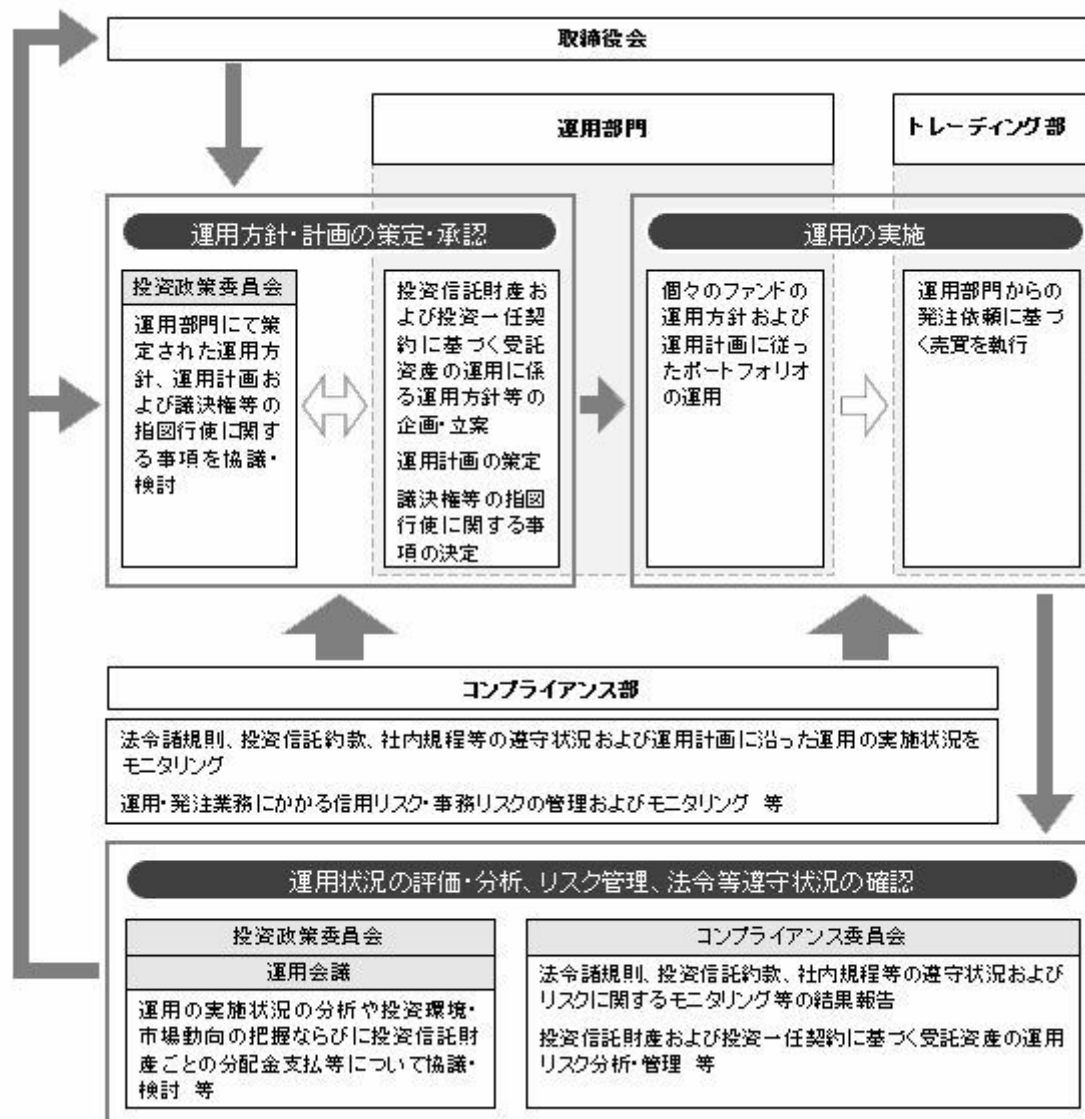 取締役会
運用部門
トレーディング部
運用方針・計画の策定・承認
投資政策委員会
運用部門にて策
定された運用方
針、運用計画お
よび議決権等の
指図行使に関す
る事項を協議・
検討
投資信託財産お
よび投資一任契
約に基づく受託
資産の運用に係
る運用方針等の
企画・立案
運用計画の策定
議決権等の指図
行使に関する事
項の決定
運用の実施
個々のファンドの
運用方針および
運用計画に従っ
たポートフォリオ
の運用
運用部門からの
発注依頼に基づ
く売買を執行
コンプライアンス部
法令諸規則、投資信託約款、社内規程等の遵守状況および運用計画に沿った運用の実施状況を
モニタリング
運用・発注業務にかかる信用リスク・事務リスクの管理およびモニタリング 等
運用状況の評価・分析、リスク管理、法令等遵守状況の確認
投資政策委員会
運用会議
運用の実施状況の分析や投資環境・
市場動向の把握ならびに投資信託財
産ごとの分配金支払等について協議・
検討 等
コンプライアンス委員会
法令諸規則、投資信託約款、社内規程等の遵守状況および
リスクに関するモニタリング等の結果報告
投資信託財産および投資一任契約に基づく受託資産の運用
リスク分析・管理 等